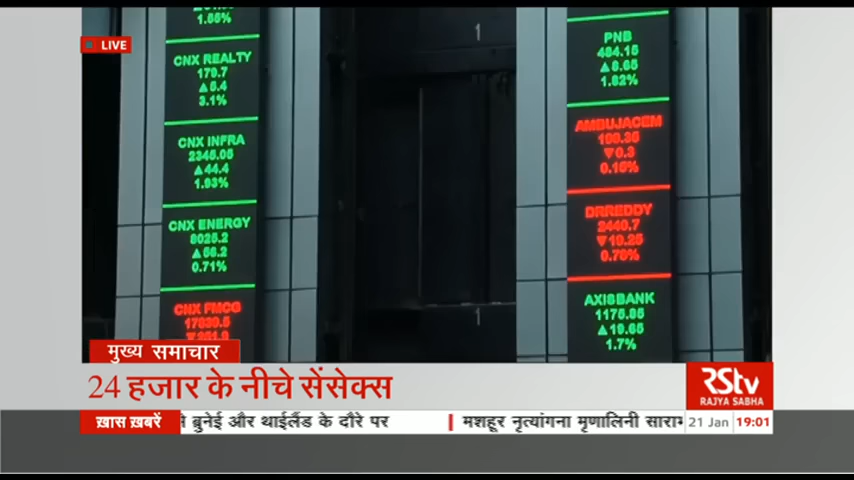 1.85%
LIVE
CNX REALTY
179.7
▲5.4
3.1%
CNX INFRA
2345.05
▲44.4
1.93%
CNX ENERGY
8025.2
▲56.2
0.71%
CNX FMCG
1
1
PNB
▲8.65
1.82%
AMBUJACEM
▼0.3
0.15%
DRREDDY
2440.7
▼19.25
0.78%
AXISBANK
▲19.65
1.7%
मुख्य समाचार
24 हजार के नीचे सेंसेक्स
RStv
RAJYA SABHA
ख़ास ख़बरें
ब्रुनेई और थाईलैंड के दौरे पर
मशहूर नृत्यांगना मृणालिनी
21 Jan 19:01